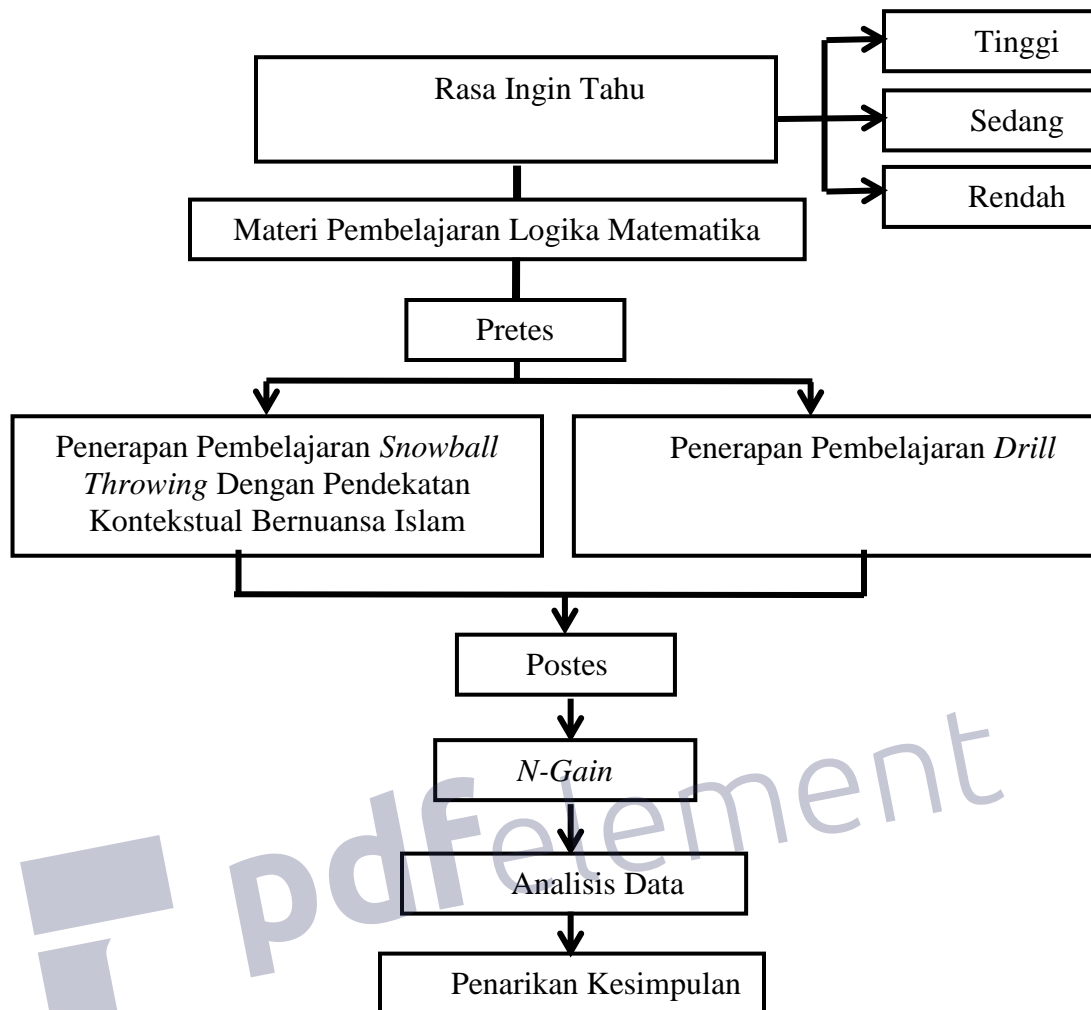 Rasa Ingin Tahu
Tinggi
Sedang
Rendah
Materi Pembelajaran Logika Matematika
Pretes
Penerapan Pembelajaran Snowball
Throwing Dengan Pendekatan
Kontekstual Bernuansa Islam
Penerapan Pembelajaran Drill
Postes
N-Gain
Analisis Data
Penarikan Kesimpulan
pdfelement